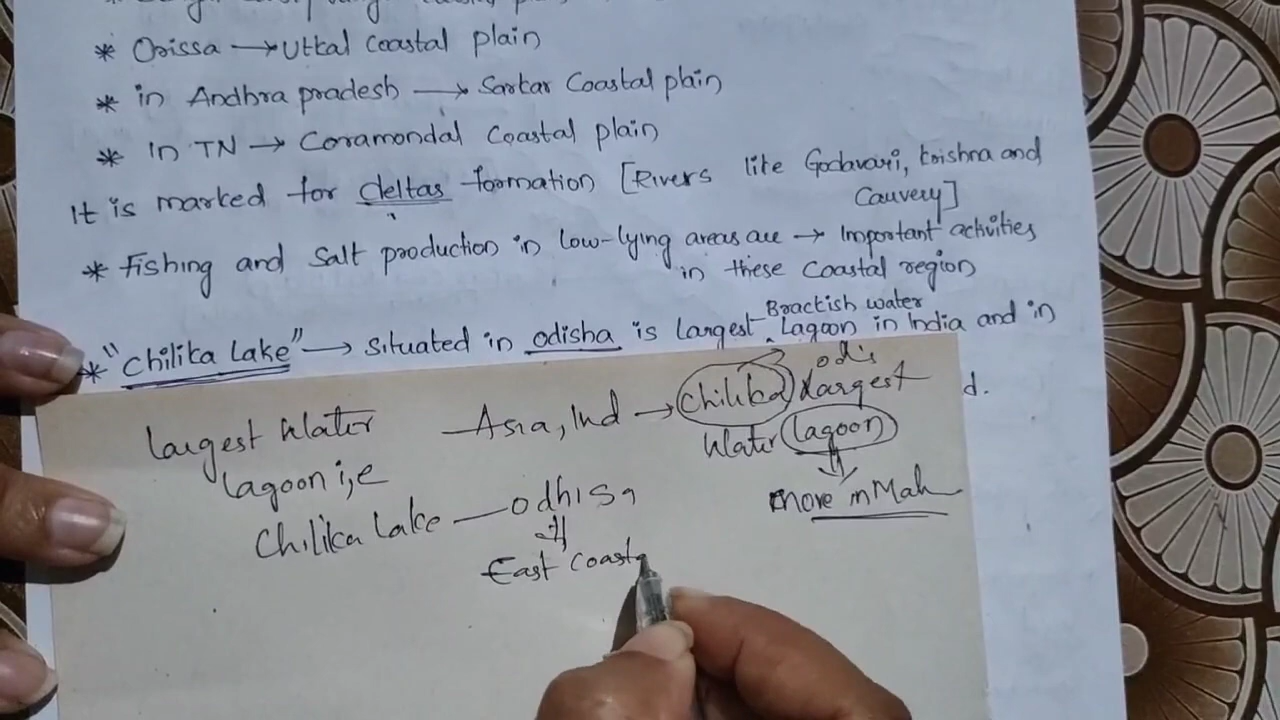 * Orissa → Utkal Coastal plain
* in Andhra pradesh → Sarkar Coastal plain
* In TN → Coramondal Coastal plain
It is marked for deltas formation [Rivers like Godavari, krishna and
Cauvery]
* Fishing and Salt production in low-lying areas are → Important activities
in these Coastal region
Brackish water
* "Chilika Lake" → Situated in odisha is largest Lagoon in India and in
d.
Largest Water
lagoon i,e
Chilika Lake — odhisa
East Coast
odis
Asia, Ind → Chilika Largest
Water lagoon
more in Mah